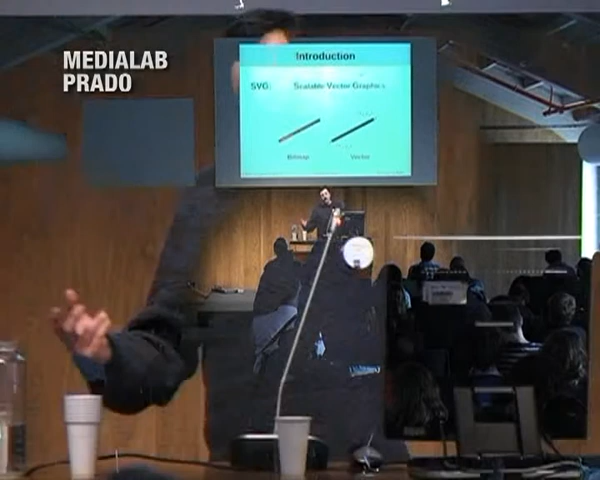 MEDIALAB
PRADO
Introduction
SVG: Scalable Vector Graphics
Bitmap
Vector